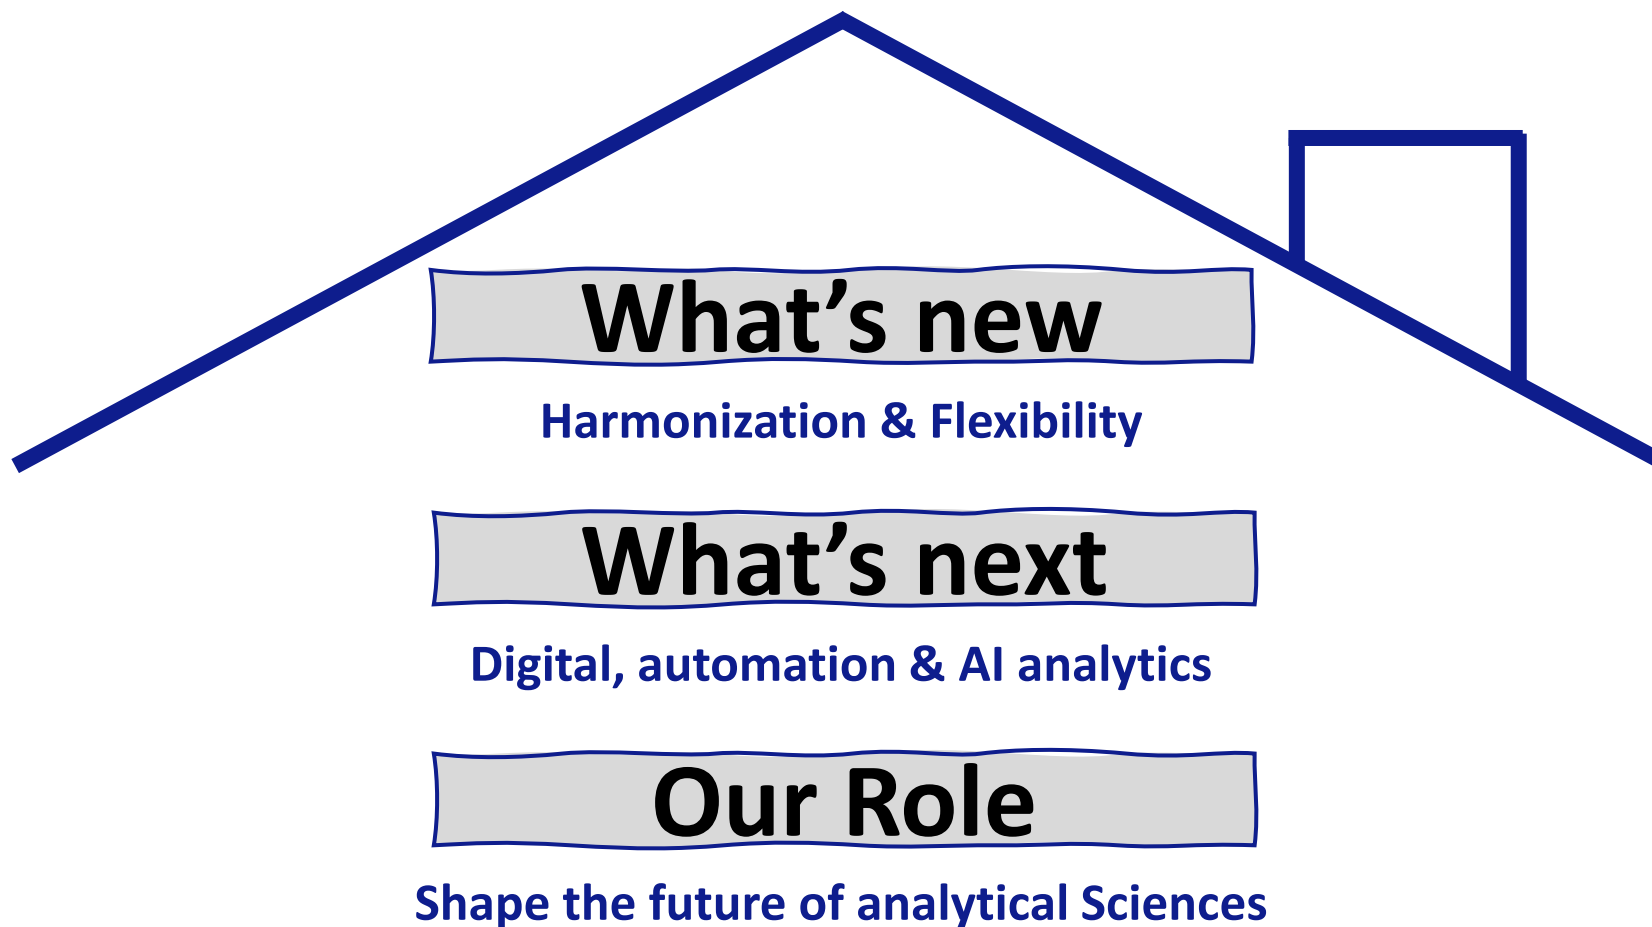 What’s new
Harmonization & Flexibility
What’s next
Digital, automation & AI analytics
Our Role
Shape the future of analytical Sciences